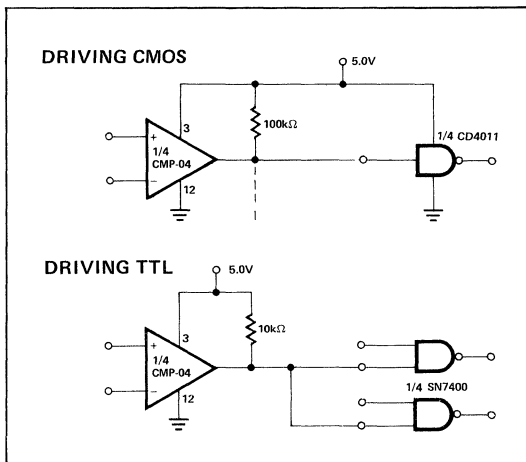 DRIVING CMOS
5.0V
3
100kΩ
1/4 CD4011
+
1/4
CMP-04
−
12
DRIVING TTL
5.0V
3
10kΩ
+
1/4
CMP-04
−
12
1/4 SN7400